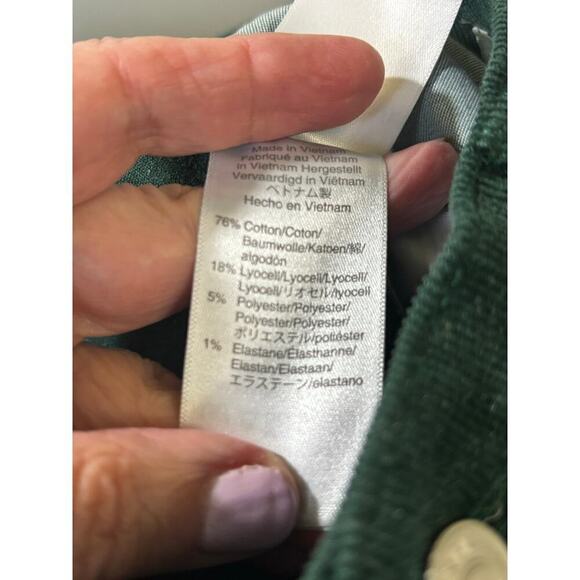 Made in Vietnam
Fabriqué au Vietnam
in Vietnam Hergestellt
Vervaardigd in Viëtnam
ベトナム製
Hecho en Vietnam
76% Cotton/Coton/
Baumwolle/Katoen/綿/
algodón
18% Lyocell/Lyocell/Lyocell/
Lyocell/リオセル/lyocell
5% Polyester/Polyester/
Polyester/Polyester/
ポリエステル/poliéster
1% Elastane/Élasthanne/
Elastan/Elastaan/
エラステーン/elastano